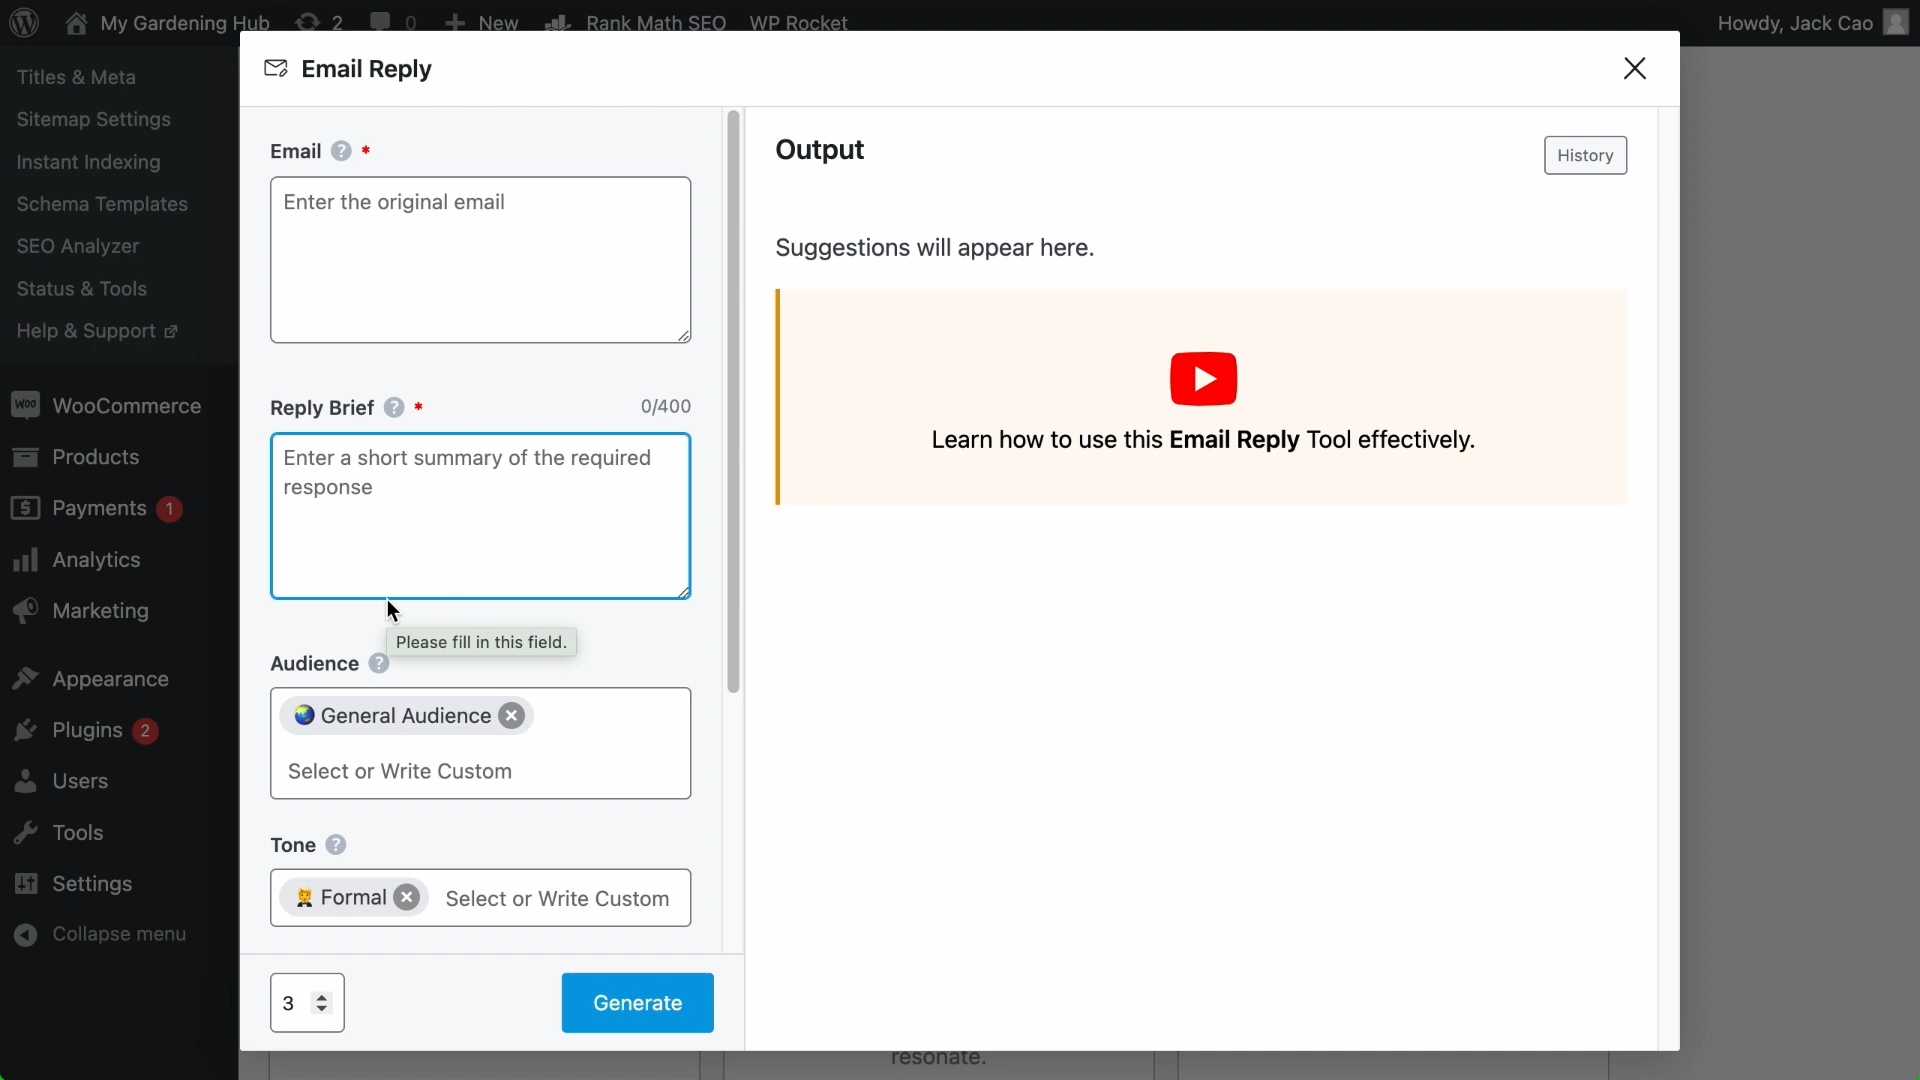 My Gardening Hub 2 0 New Rank Math SEO WP Rocket Howdy, Jack Cao
Titles & Meta
Sitemap Settings
Instant Indexing
Schema Templates
SEO Analyzer
Status & Tools
Help & Support
WOO WooCommerce
Products
Payments 1
Analytics
Marketing
Appearance
Plugins 2
Users
Tools
Settings
Collapse menu
Email Reply
Email ? *
Enter the original email
Reply Brief ? * 0/400
Enter a short summary of the required
response
Please fill in this field.
Audience ?
General Audience
Select or Write Custom
Tone ?
Formal Select or Write Custom
3 Generate
Output History
Suggestions will appear here.
Learn how to use this Email Reply Tool effectively.
resonate.